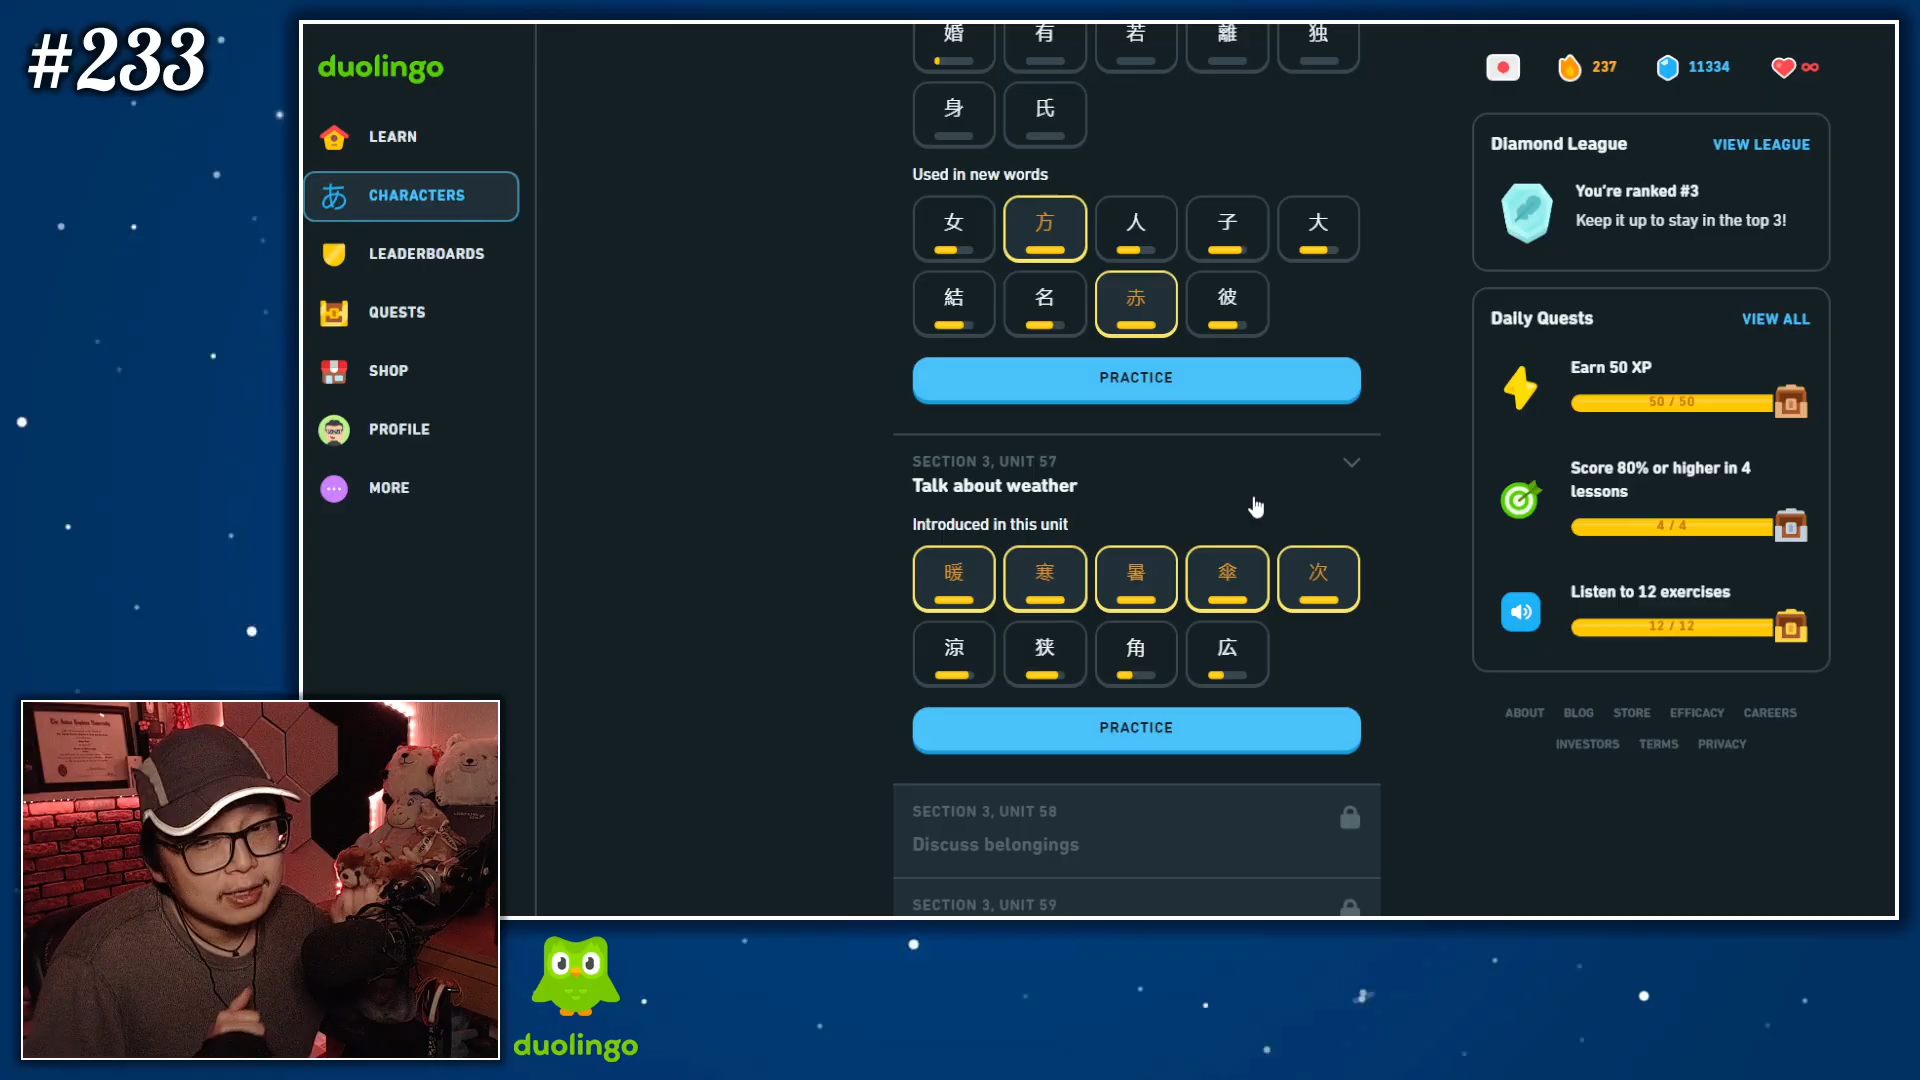 #233
duolingo
LEARN
CHARACTERS
LEADERBOARDS
QUESTS
SHOP
PROFILE
MORE
婚 有 若 離 独
身 氏
Used in new words
女 方 人 子 大
結 名 赤 彼
PRACTICE
SECTION 3, UNIT 57
Talk about weather
Introduced in this unit
暖 寒 暑 傘 次
涼 狭 角 広
PRACTICE
SECTION 3, UNIT 58
Discuss belongings
SECTION 3, UNIT 59
237
11334
∞
Diamond League
VIEW LEAGUE
You're ranked #3
Keep it up to stay in the top 3!
Daily Quests
VIEW ALL
Earn 50 XP
50 / 50
Score 80% or higher in 4
lessons
4 / 4
Listen to 12 exercises
12 / 12
ABOUT BLOG STORE EFFICACY CAREERS
INVESTORS TERMS PRIVACY
duolingo